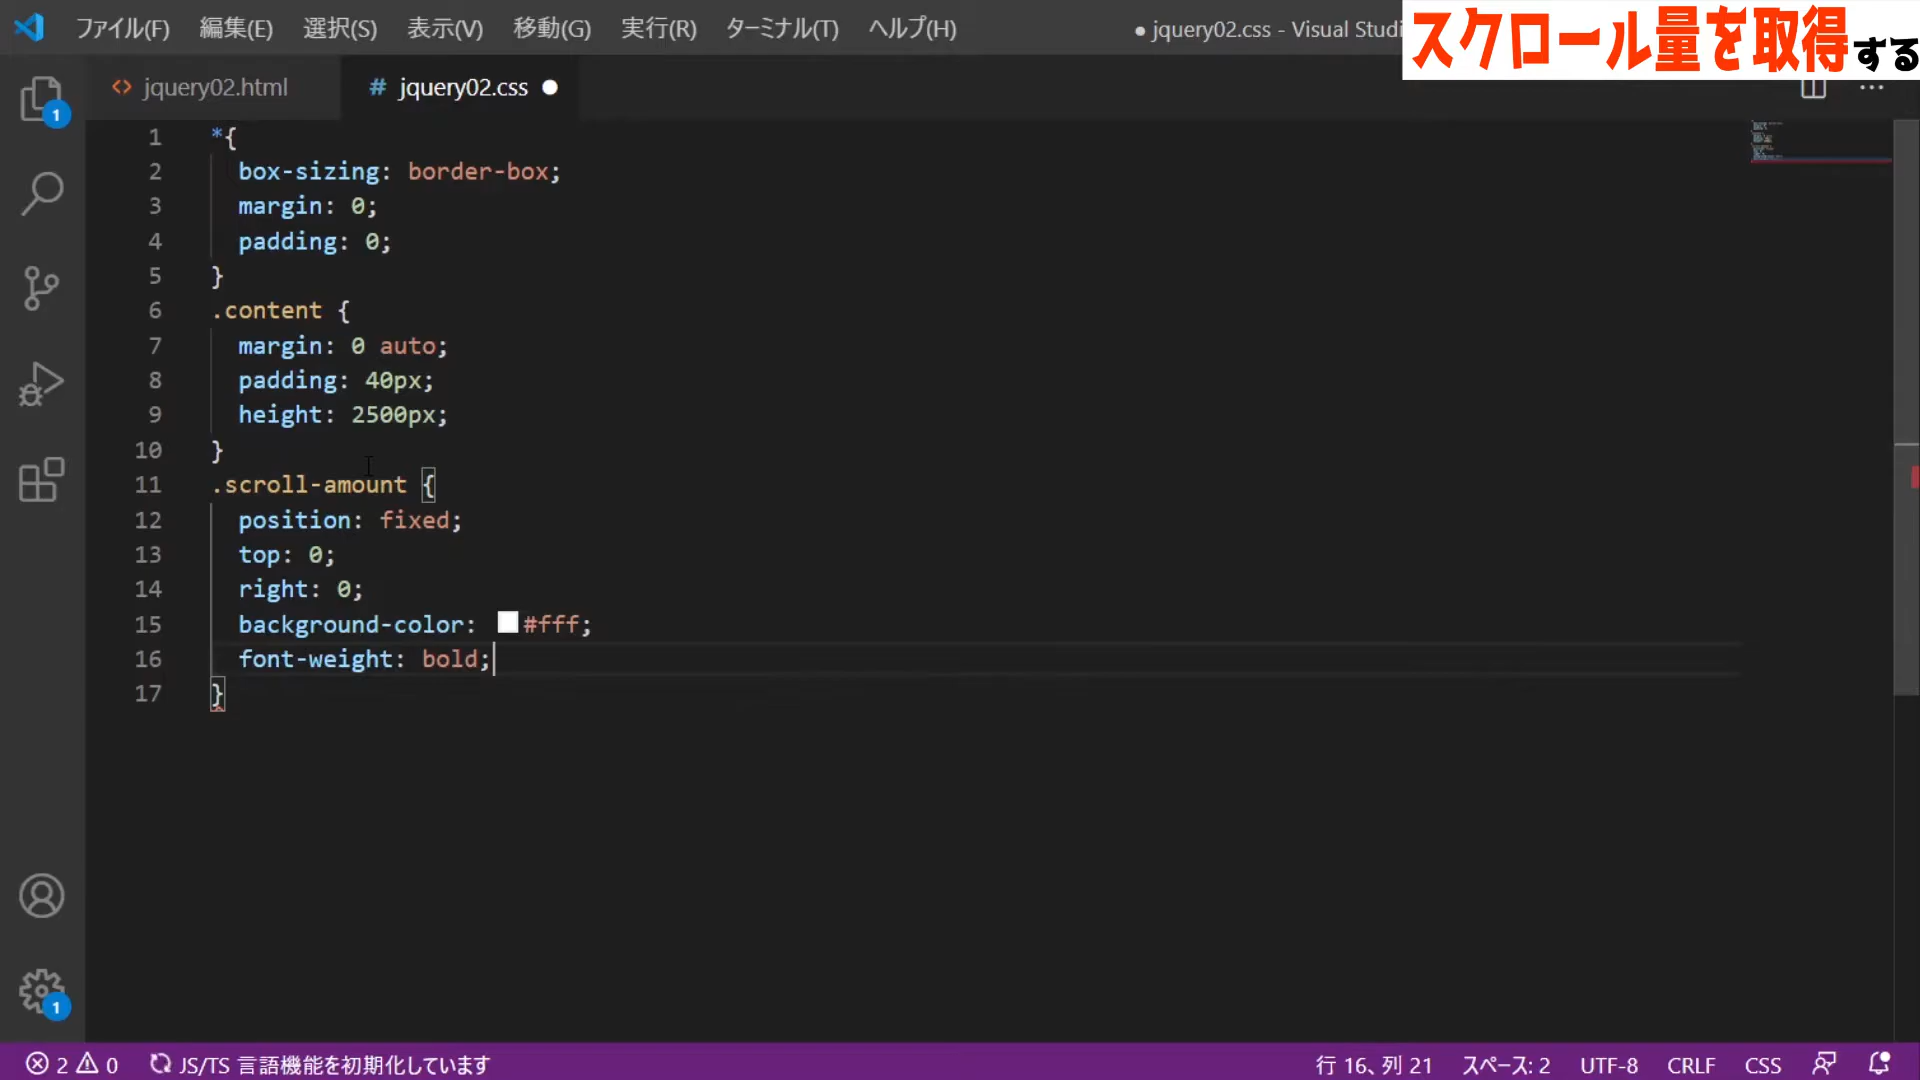 ファイル(F) 編集(E) 選択(S) 表示(V) 移動(G) 実行(R) ターミナル(T) ヘルプ(H) ● jquery02.css - Visual Studi
スクロール量を取得する
<> jquery02.html # jquery02.css ●
1 *{
2 box-sizing: border-box;
3 margin: 0;
4 padding: 0;
5 }
6 .content {
7 margin: 0 auto;
8 padding: 40px;
9 height: 2500px;
10 }
11 .scroll-amount {
12 position: fixed;
13 top: 0;
14 right: 0;
15 background-color: #fff;
16 font-weight: bold;
17 }
1
1
2 0 JS/TS 言語機能を初期化しています 行 16、列 21 スペース: 2 UTF-8 CRLF CSS